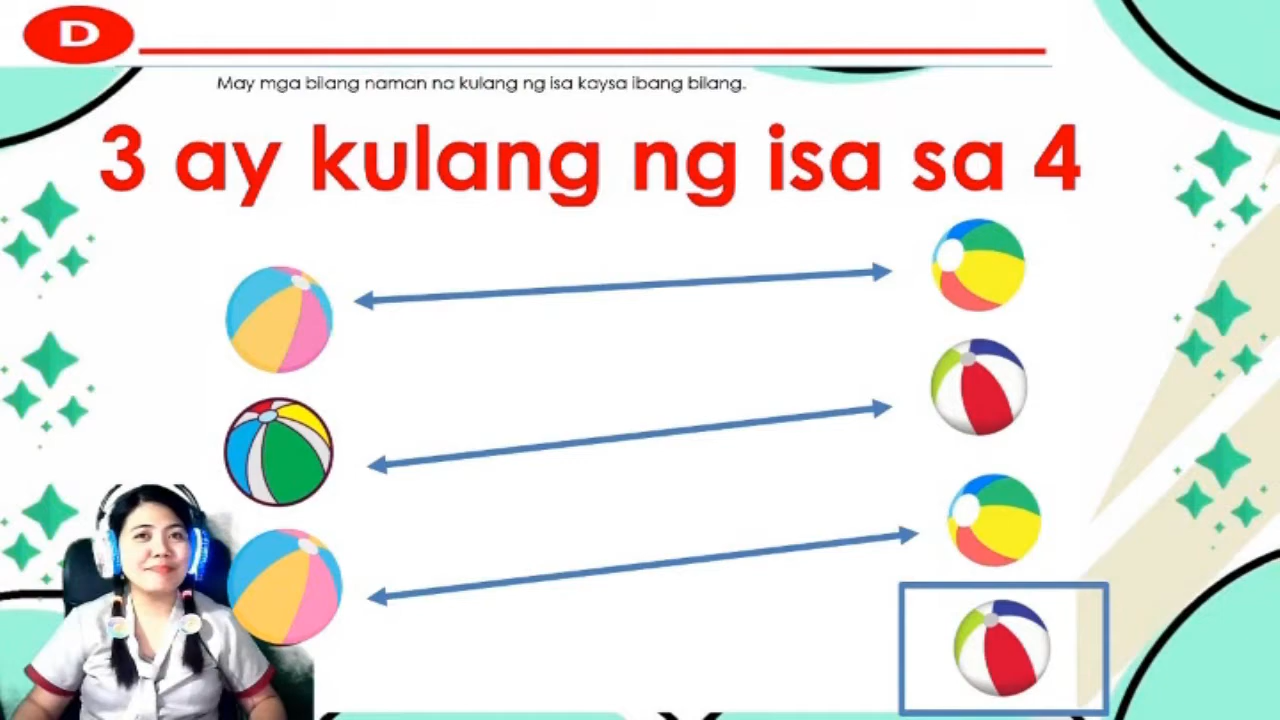 D
May mga bilang naman na kulang ng isa kaysa ibang bilang.
3 ay kulang ng isa sa 4